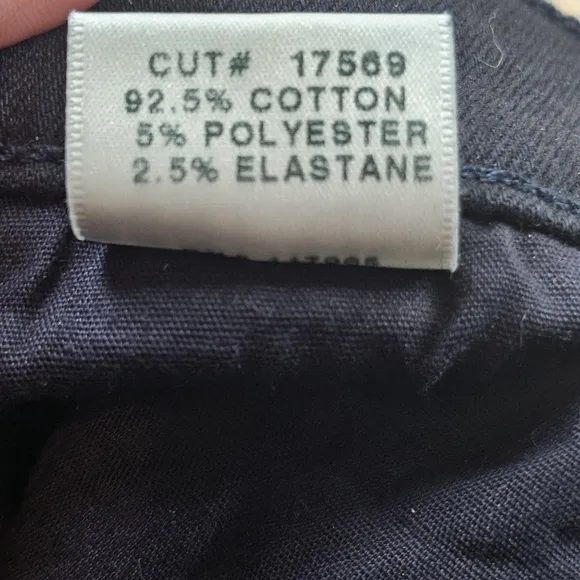 CUT# 17569
92.5% COTTON
5% POLYESTER
2.5% ELASTANE